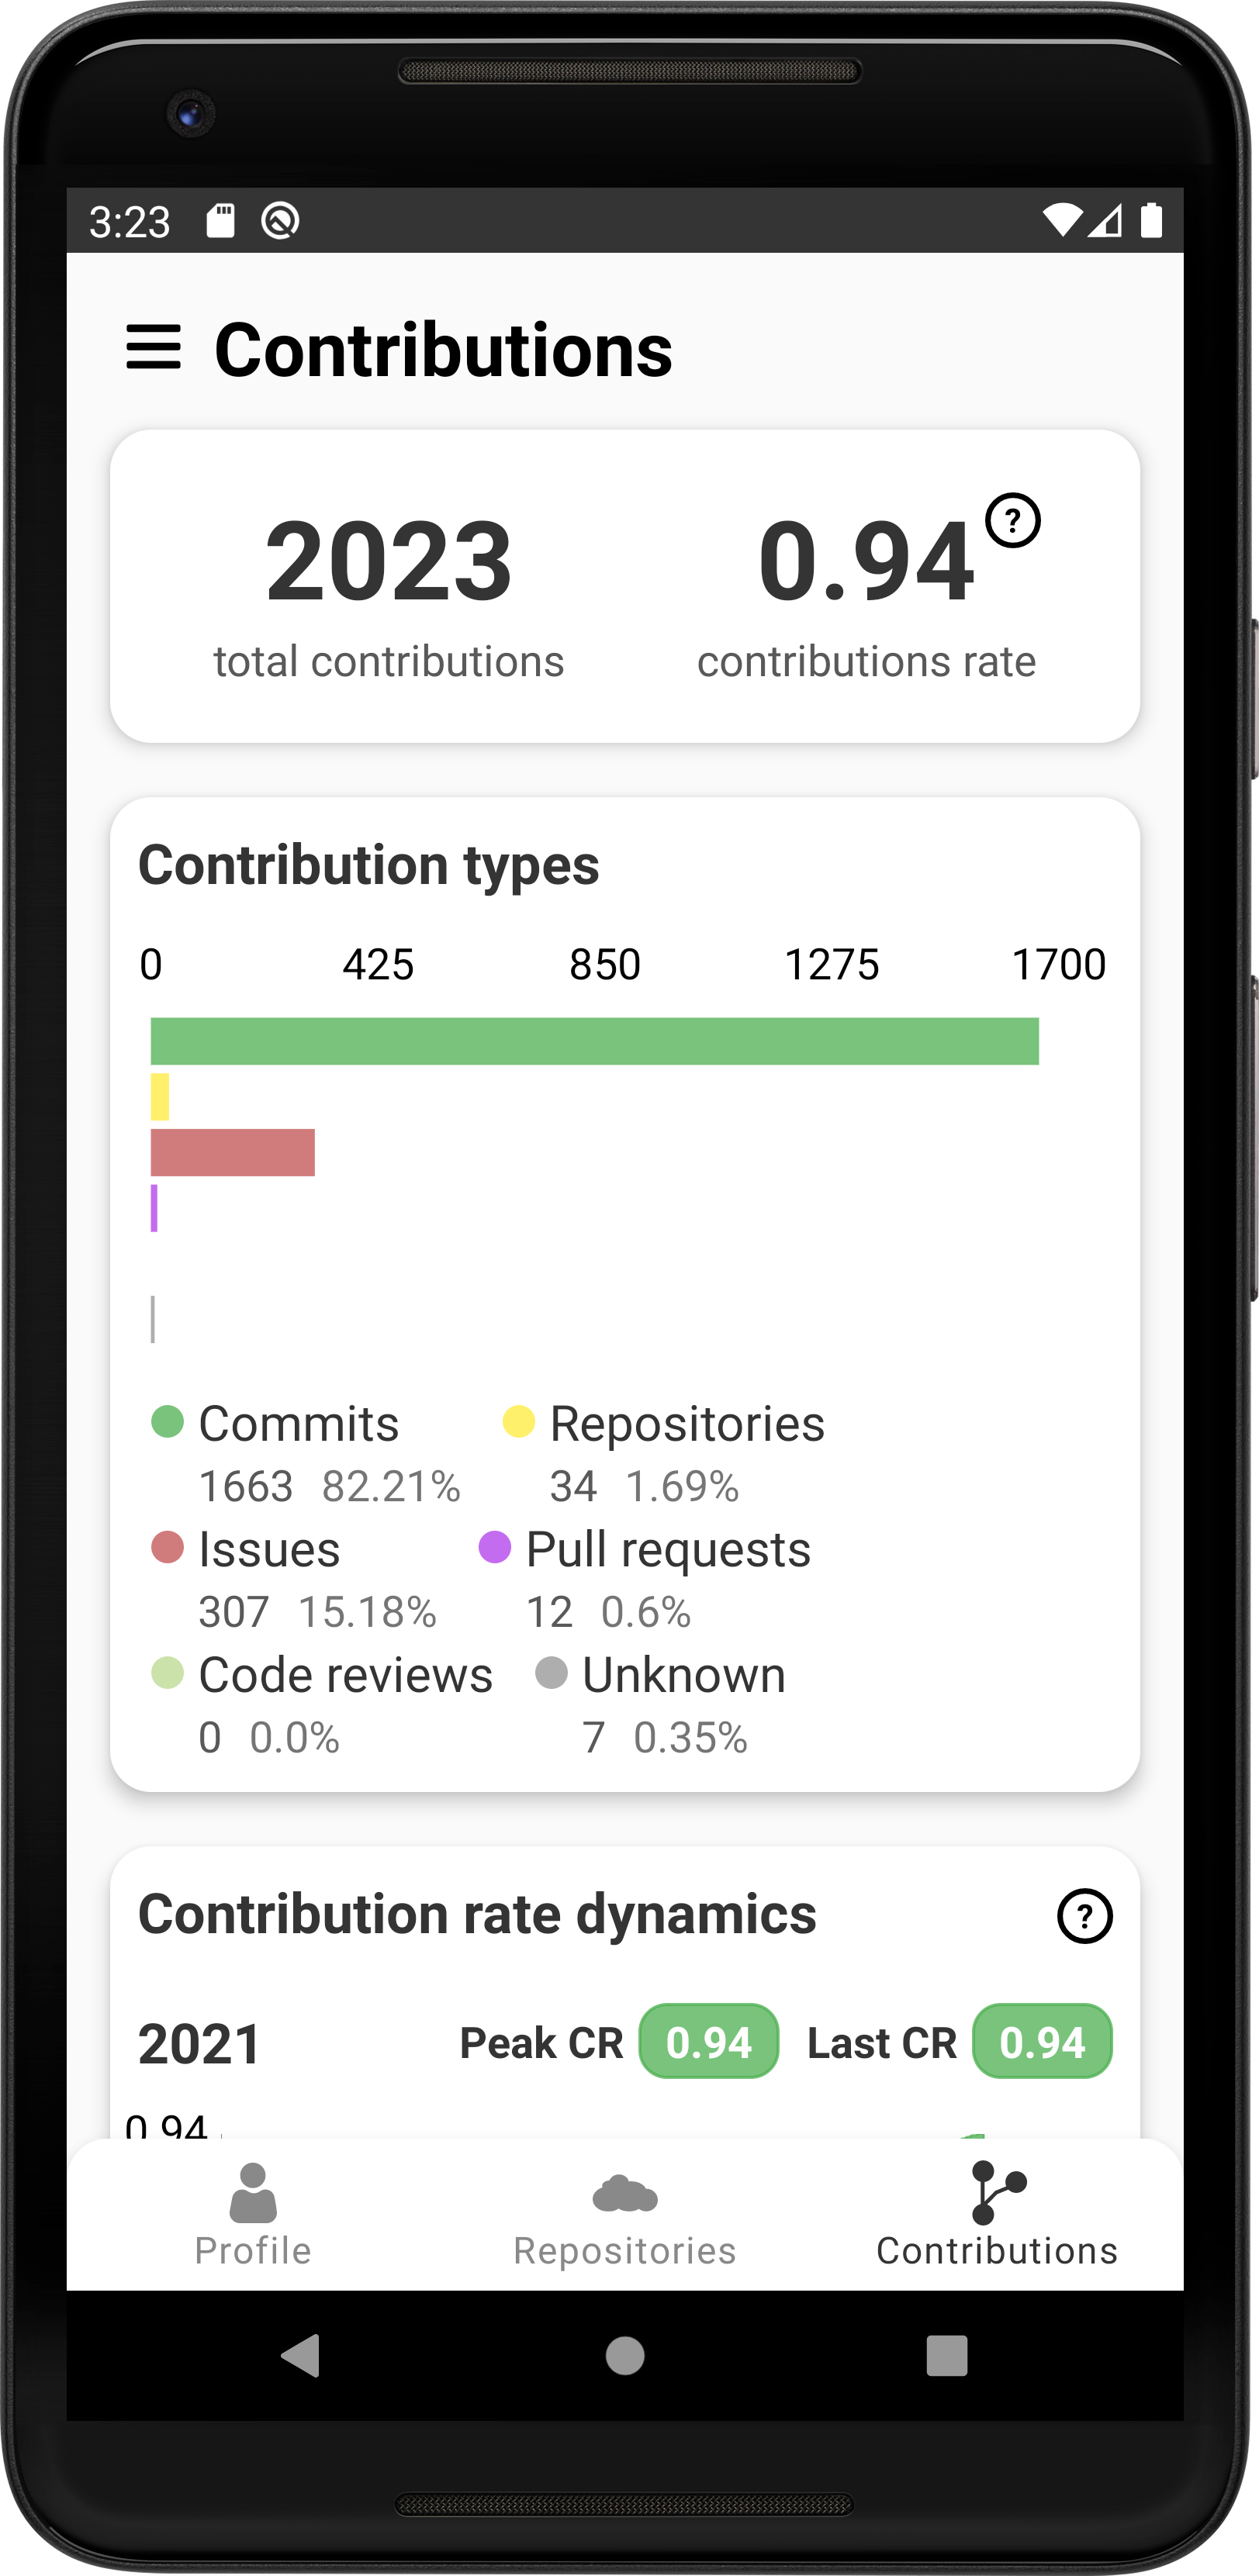 3:23
Contributions
2023 0.94 ?
total contributions contributions rate
Contribution types
0 425 850 1275 1700
Commits Repositories
1663 82.21% 34 1.69%
Issues Pull requests
307 15.18% 12 0.6%
Code reviews Unknown
0 0.0% 7 0.35%
Contribution rate dynamics ?
2021 Peak CR 0.94 Last CR 0.94
0.94
Profile Repositories Contributions